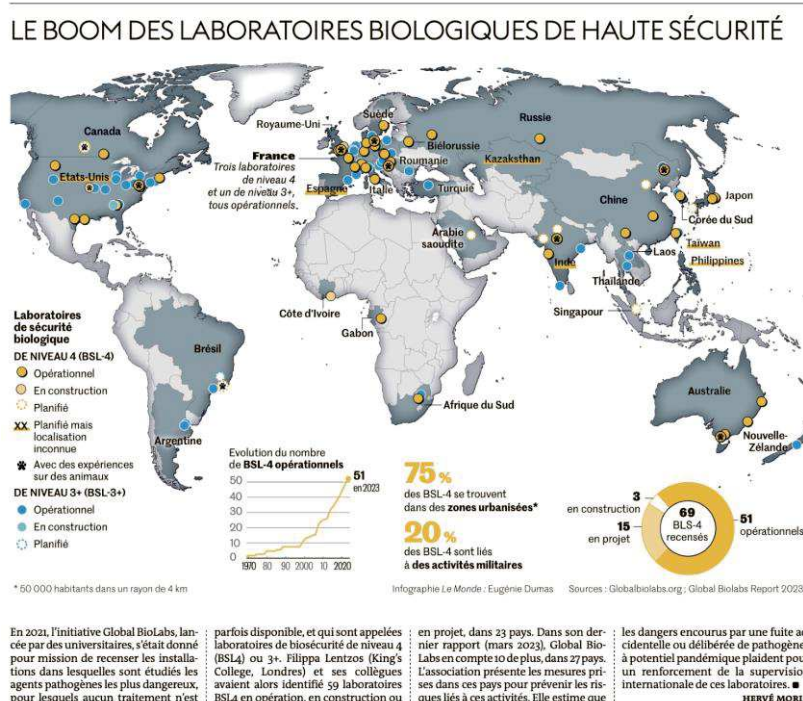 LE BOOM DES LABORATOIRES BIOLOGIQUES DE HAUTE SÉCURITÉ
Canada
Etats-Unis
Royaume-Uni
Suède
France
Trois laboratoires
de niveau 4
et un de niveau 3+,
tous opérationnels.
Espagne
Italie
Biélorussie
Roumanie
Turquie
Russie
Kazaksthan
Chine
Japon
Corée du Sud
Taiwan
Philippines
Laos
Thaïlande
Singapour
Inde
Arabie
saoudite
Côte d'Ivoire
Gabon
Afrique du Sud
Brésil
Argentine
Australie
Nouvelle-
Zélande
Laboratoires
de sécurité
biologique
DE NIVEAU 4 (BSL-4)
Opérationnel
En construction
Planifié
XX Planifié mais
localisation
inconnue
Avec des expériences
sur des animaux
DE NIVEAU 3+ (BSL-3+)
Opérationnel
En construction
Planifié
Evolution du nombre
de BSL-4 opérationnels
50
40
30
20
10
0
1970 80 90 2000 10 2020
51
en 2023
75 %
des BSL-4 se trouvent
dans des zones urbanisées*
20 %
des BSL-4 sont liés
à des activités militaires
3
en construction
15
en projet
69
BLS-4
recensés
51
opérationnels
* 50 000 habitants dans un rayon de 4 km
Infographie Le Monde : Eugénie Dumas
Sources : Globalbiolabs.org ; Global Biolabs Report 2023
En 2021, l'initiative Global BioLabs, lan-
cée par des universitaires, s'était donné
pour mission de recenser les installa-
tions dans lesquelles sont étudiés les
agents pathogènes les plus dangereux,
pour lesquels aucun traitement n'est
parfois disponible, et qui sont appelées
laboratoires de biosécurité de niveau 4
(BSL4) ou 3+. Filippa Lentzos (King's
College, Londres) et ses collègues
avaient alors identifié 59 laboratoires
BSL4 en opération, en construction ou
en projet, dans 23 pays. Dans son der-
nier rapport (mars 2023), Global Bio-
Labs en compte 10 de plus, dans 27 pays.
L'association présente les mesures pri-
ses dans ces pays pour prévenir les ris-
ques liés à ces activités. Elle estime que
les dangers encourus par une fuite ac-
cidentelle ou délibérée de pathogène
à potentiel pandémique plaident pou
un renforcement de la supervision
internationale de ces laboratoires. ■
HERVÉ MORI